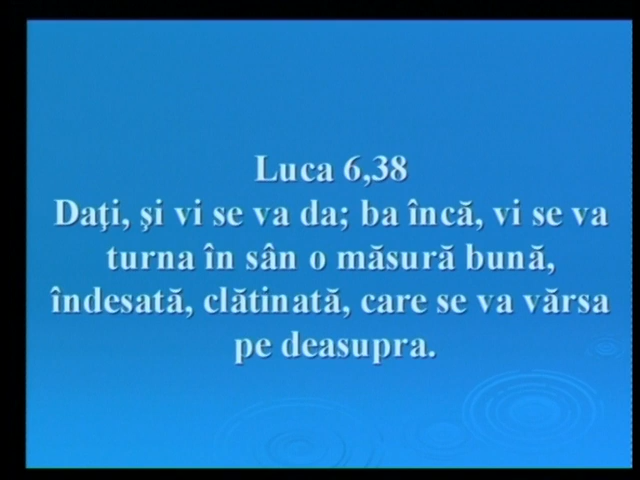 Luca 6,38
Daţi, şi vi se va da; ba încă, vi se va
turna în sân o măsură bună,
îndesată, clătinată, care se va vărsa
pe deasupra.